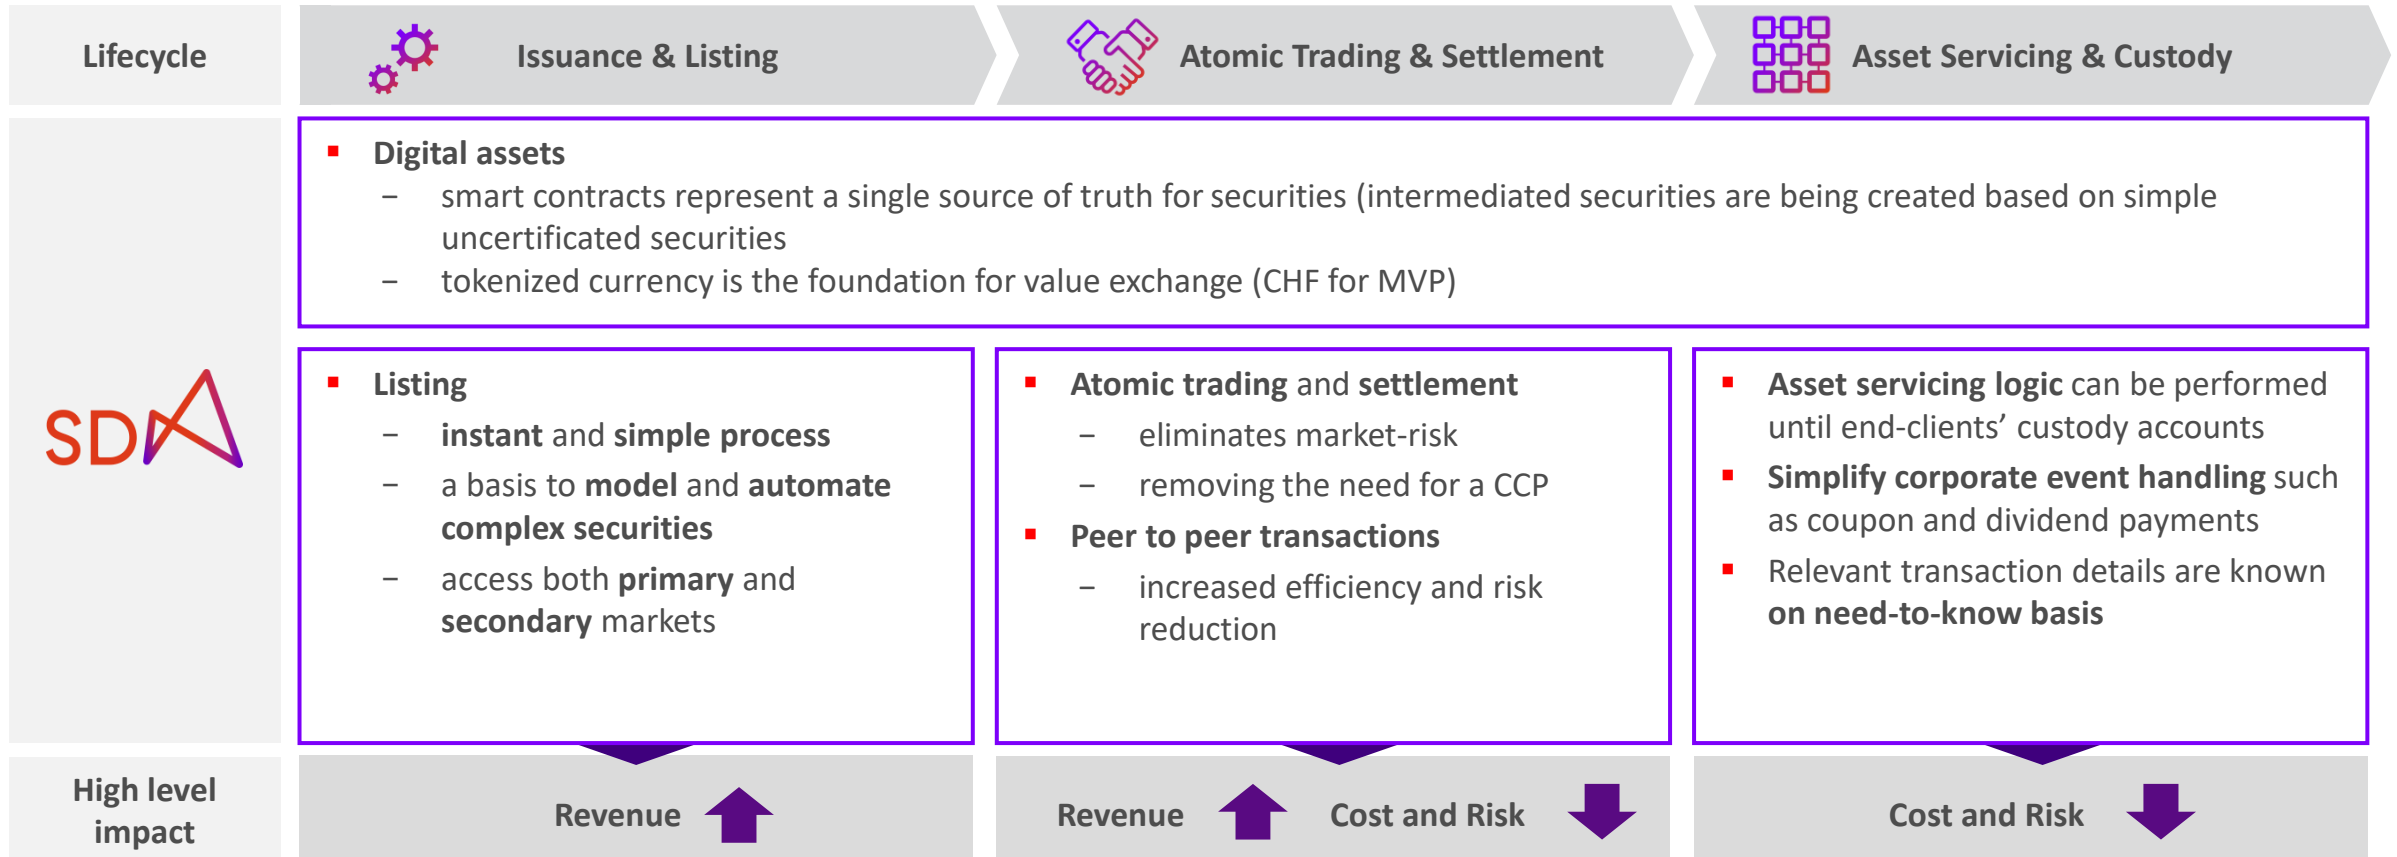 Lifecycle
Issuance & Listing
Atomic Trading & Settlement
Asset Servicing & Custody
▪ Digital assets
− smart contracts represent a single source of truth for securities (intermediated securities are being created based on simple
uncertificated securities
− tokenized currency is the foundation for value exchange (CHF for MVP)
SDA
▪ Listing
− instant and simple process
− a basis to model and automate
complex securities
− access both primary and
secondary markets
▪ Atomic trading and settlement
− eliminates market-risk
− removing the need for a CCP
▪ Peer to peer transactions
− increased efficiency and risk
reduction
▪ Asset servicing logic can be performed
until end-clients’ custody accounts
▪ Simplify corporate event handling such
as coupon and dividend payments
▪ Relevant transaction details are known
on need-to-know basis
High level
impact
Revenue
Revenue
Cost and Risk
Cost and Risk